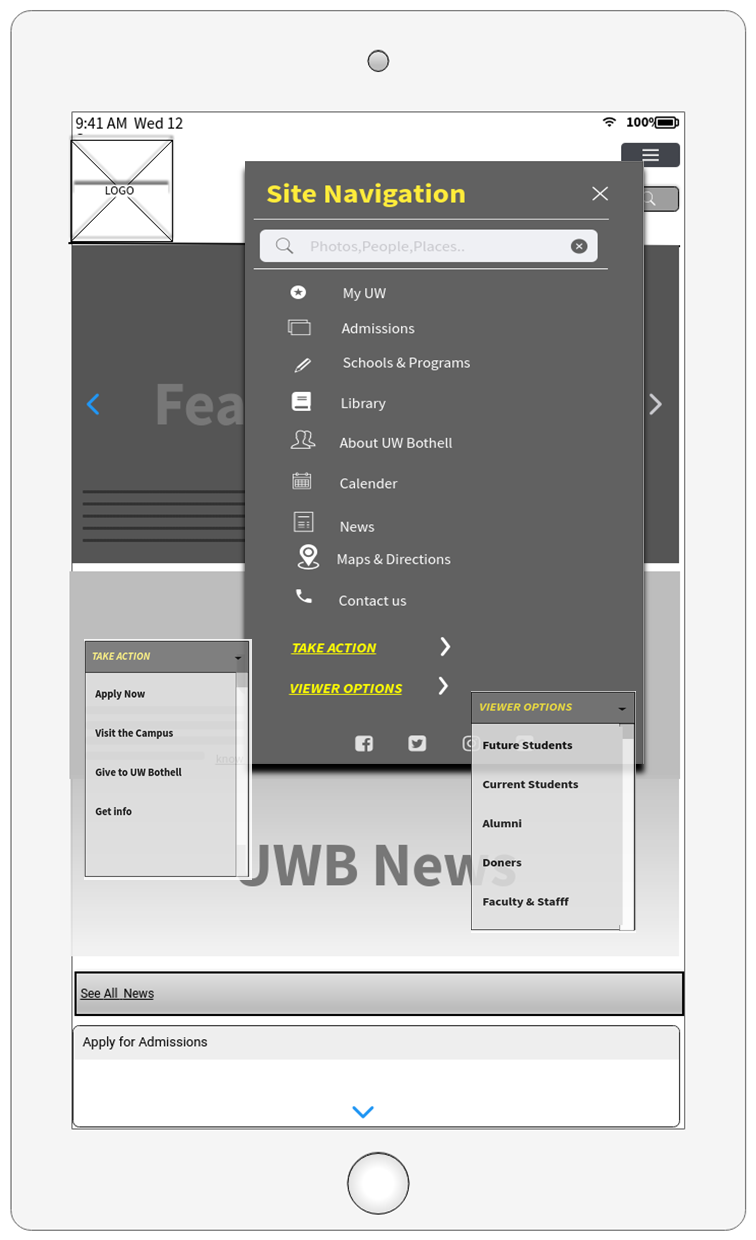 9:41 AM Wed 12
100%
LOGO
Site Navigation
Photos,People,Places..
My UW
Admissions
Schools & Programs
Fea
Library
About UW Bothell
Calender
News
Maps & Directions
Contact us
TAKE ACTION
VIEWER OPTIONS
TAKE ACTION
Apply Now
Visit the Campus
Give to UW Bothell
Get info
know
VIEWER OPTIONS
Future Students
Current Students
Alumni
Doners
Faculty & Stafff
UWB News
See All News
Apply for Admissions